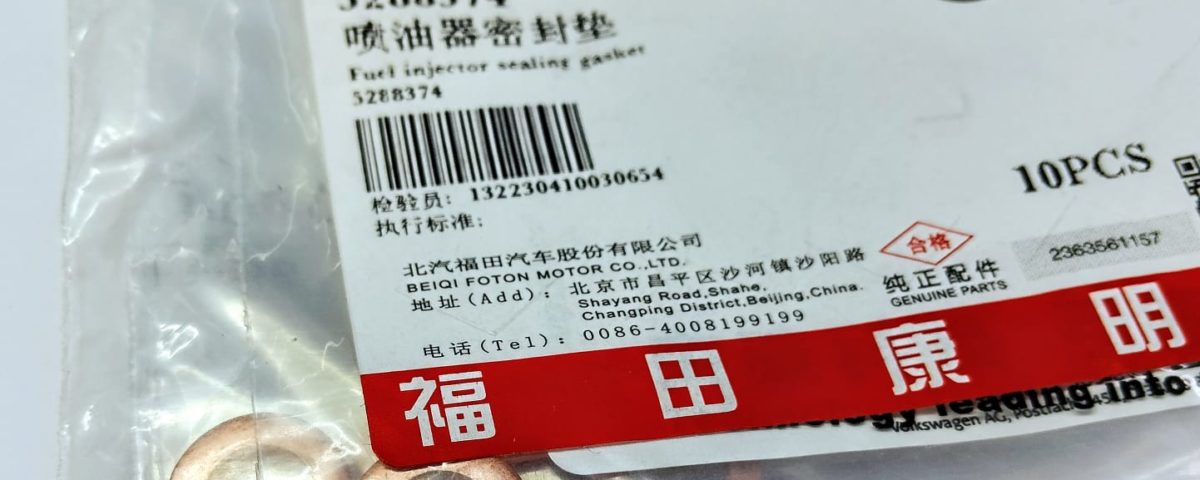 5288374
喷油器密封垫
Fuel injector sealing gasket
5288374
132230410030654
检验员:
执行标准:
10PCS
合格
2363561157
纯正配件
GENUINE PARTS
北汽福田汽车股份有限公司
BEIQI FOTON MOTOR CO.,LTD.
地址(Add): 北京市昌平区沙河镇沙阳路
Shayang Road,Shahe,
Changping District,Beijing,China.
电话(Tel): 0086-4008199199
福田康明
leading into
Volkswagen AG,